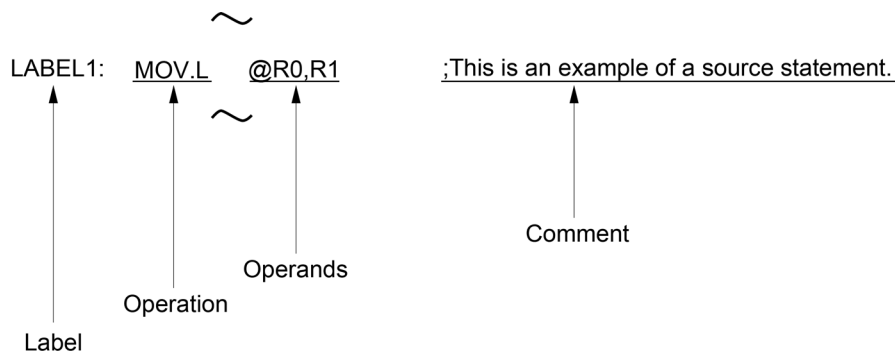 LABEL1: MOV.L @R0,R1 ;This is an example of a source statement.
Comment
Operands
Operation
Label